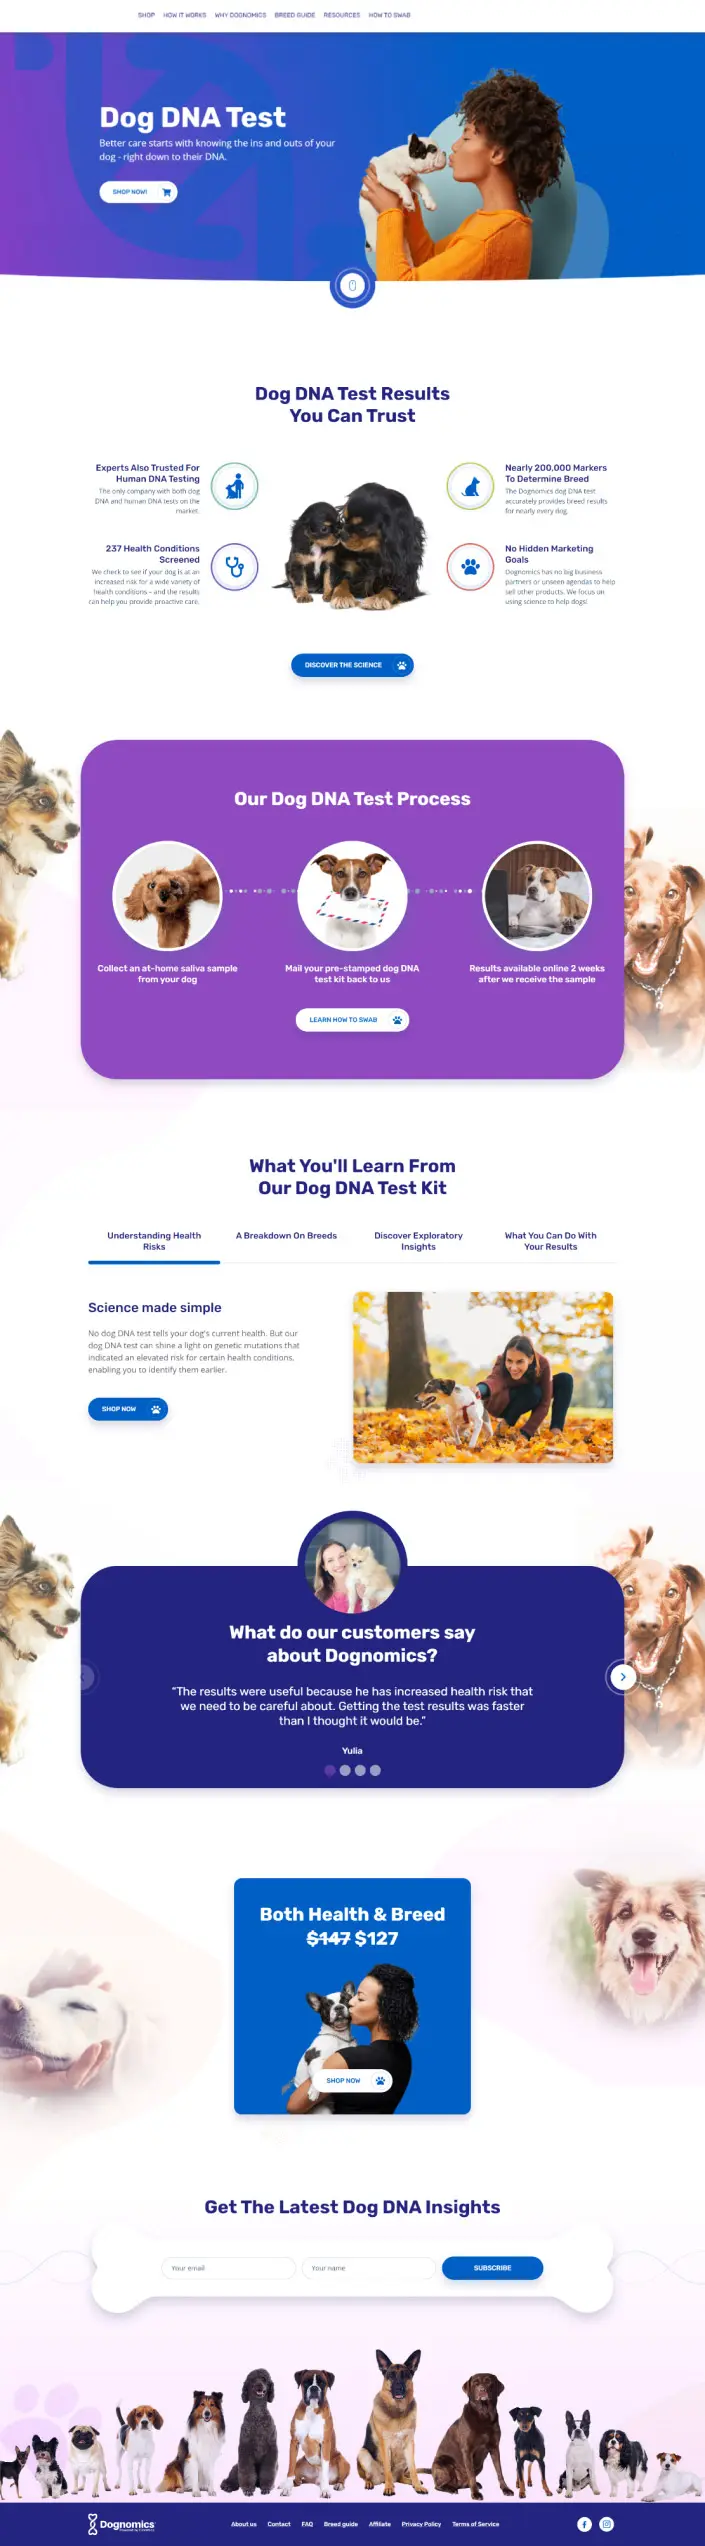 SHOP HOW IT WORKS WHY DOGNOMICS BREED GUIDE RESOURCES HOW TO SWAB
Dog DNA Test
Better care starts with knowing the ins and outs of your
dog - right down to their DNA.
SHOP NOW!
Dog DNA Test Results
You Can Trust
Experts Also Trusted For
Human DNA Testing
The only company with both dog
DNA and human DNA tests on the
market.
Nearly 200,000 Markers
To Determine Breed
The Dognomics dog DNA test
accurately provides breed results
for nearly every dog.
237 Health Conditions
Screened
We check to see if your dog is at an
increased risk for a wide variety of
health conditions – and the results
can help you provide proactive care.
No Hidden Marketing
Goals
Dognomics has no big business
partners or unseen agendas to help
sell other products. We focus on
using science to help dogs!
DISCOVER THE SCIENCE
Our Dog DNA Test Process
Collect an at-home saliva sample
from your dog
Mail your pre-stamped dog DNA
test kit back to us
Results available online 2 weeks
after we receive the sample
LEARN HOW TO SWAB
What You'll Learn From
Our Dog DNA Test Kit
Understanding Health
Risks
A Breakdown On Breeds
Discover Exploratory
Insights
What You Can Do With
Your Results
Science made simple
No dog DNA test tells your dog's current health. But our
dog DNA test can shine a light on genetic mutations that
indicated an elevated risk for certain health conditions,
enabling you to identify them earlier.
SHOP NOW
What do our customers say
about Dognomics?
"The results were useful because he has increased health risk that
we need to be careful about. Getting the test results was faster
than I thought it would be."
Yulia
Both Health & Breed
$147 $127
SHOP NOW
Get The Latest Dog DNA Insights
Your email Your name SUBSCRIBE
Dognomics
About us Contact FAQ Breed guide Affiliate Privacy Policy Terms of Service